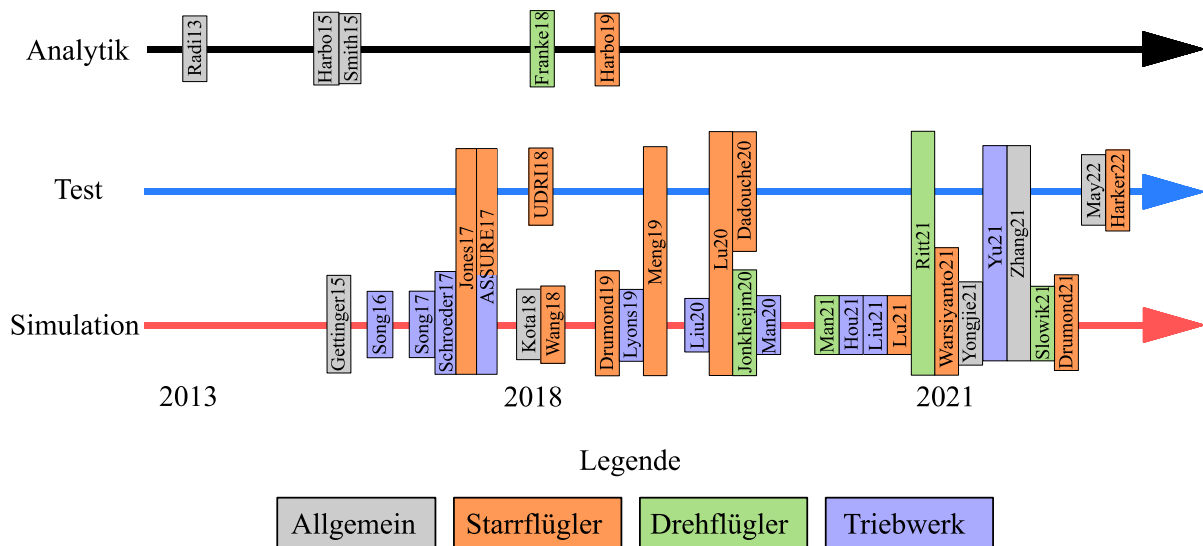 Analytik
Radi13
Harbo15
Smith15
Franke18
Harbo19
Test
Jones17
ASSURE17
UDRI18
Meng19
Lu20
Dadouche20
Ritt21
Yu21
Zhang21
May22
Harker22
Simulation
Gettinger15
Song16
Song17
Schroeder17
Kota18
Wang18
Drumond19
Lyons19
Liu20
Jonkheijm20
Man20
Man21
Hou21
Liu21
Lu21
Warsiyanto21
Yongjie21
Slowik21
Drumond21
2013
2018
2021
Legende
Allgemein
Starrflügler
Drehflügler
Triebwerk